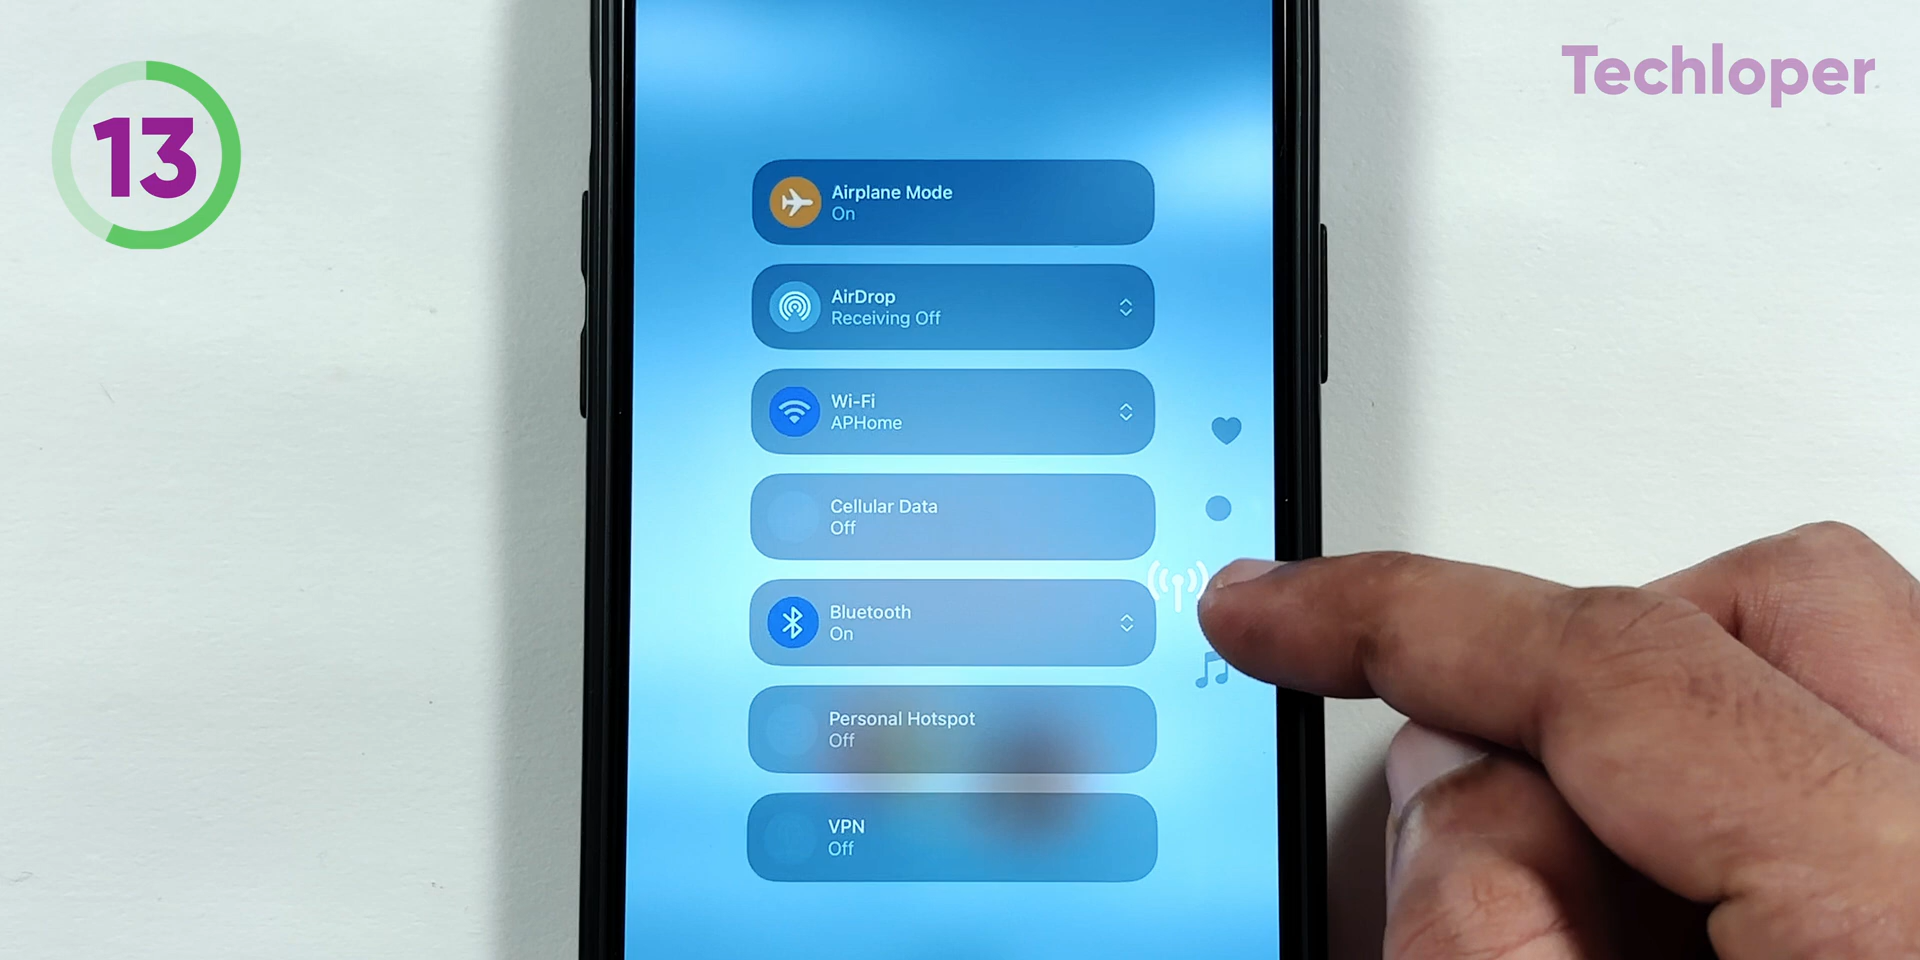 13
Techloper
Airplane Mode
On
AirDrop
Receiving Off
Wi-Fi
APHome
Cellular Data
Off
Bluetooth
On
Personal Hotspot
Off
VPN
Off